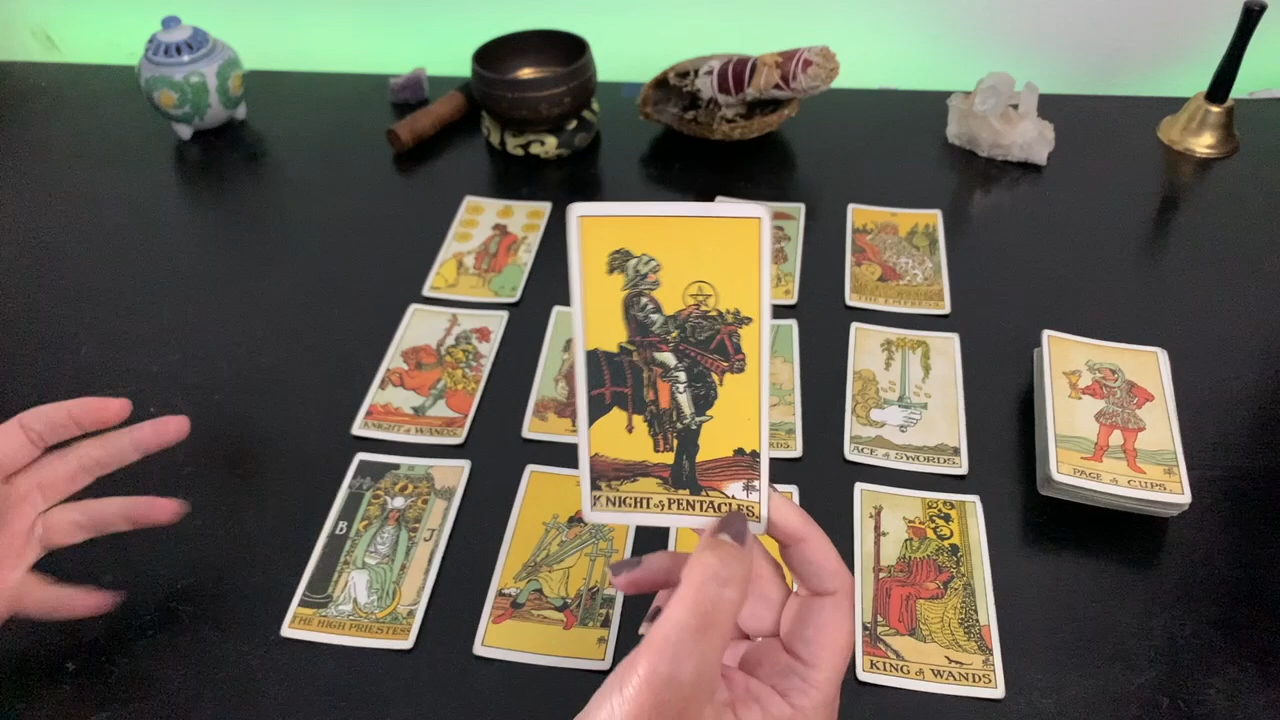 THE EMPRESS.
KNIGHT of WANDS.
RDS.
ACE of SWORDS.
PAGE of CUPS.
KNIGHT of PENTACLES.
B J
THE HIGH PRIESTESS
KING of WANDS